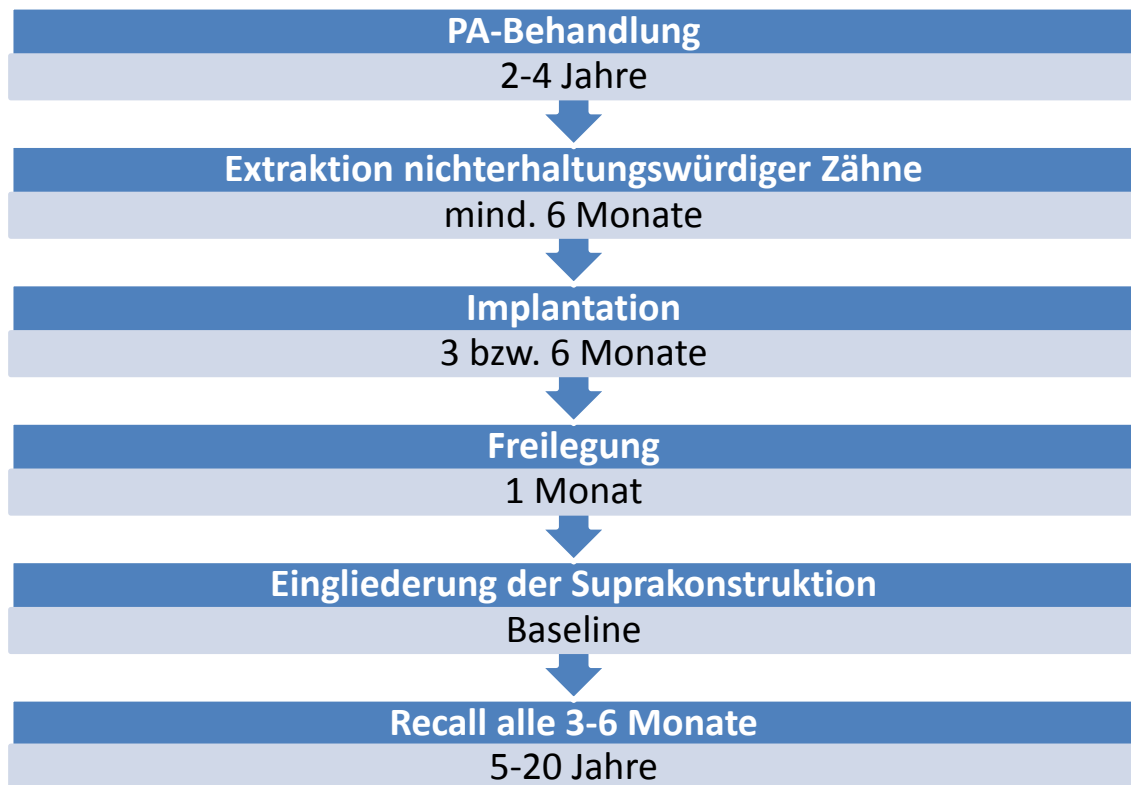 PA-Behandlung
2-4 Jahre
Extraktion nichterhaltungswürdiger Zähne
mind. 6 Monate
Implantation
3 bzw. 6 Monate
Freilegung
1 Monat
Eingliederung der Suprakonstruktion
Baseline
Recall alle 3-6 Monate
5-20 Jahre